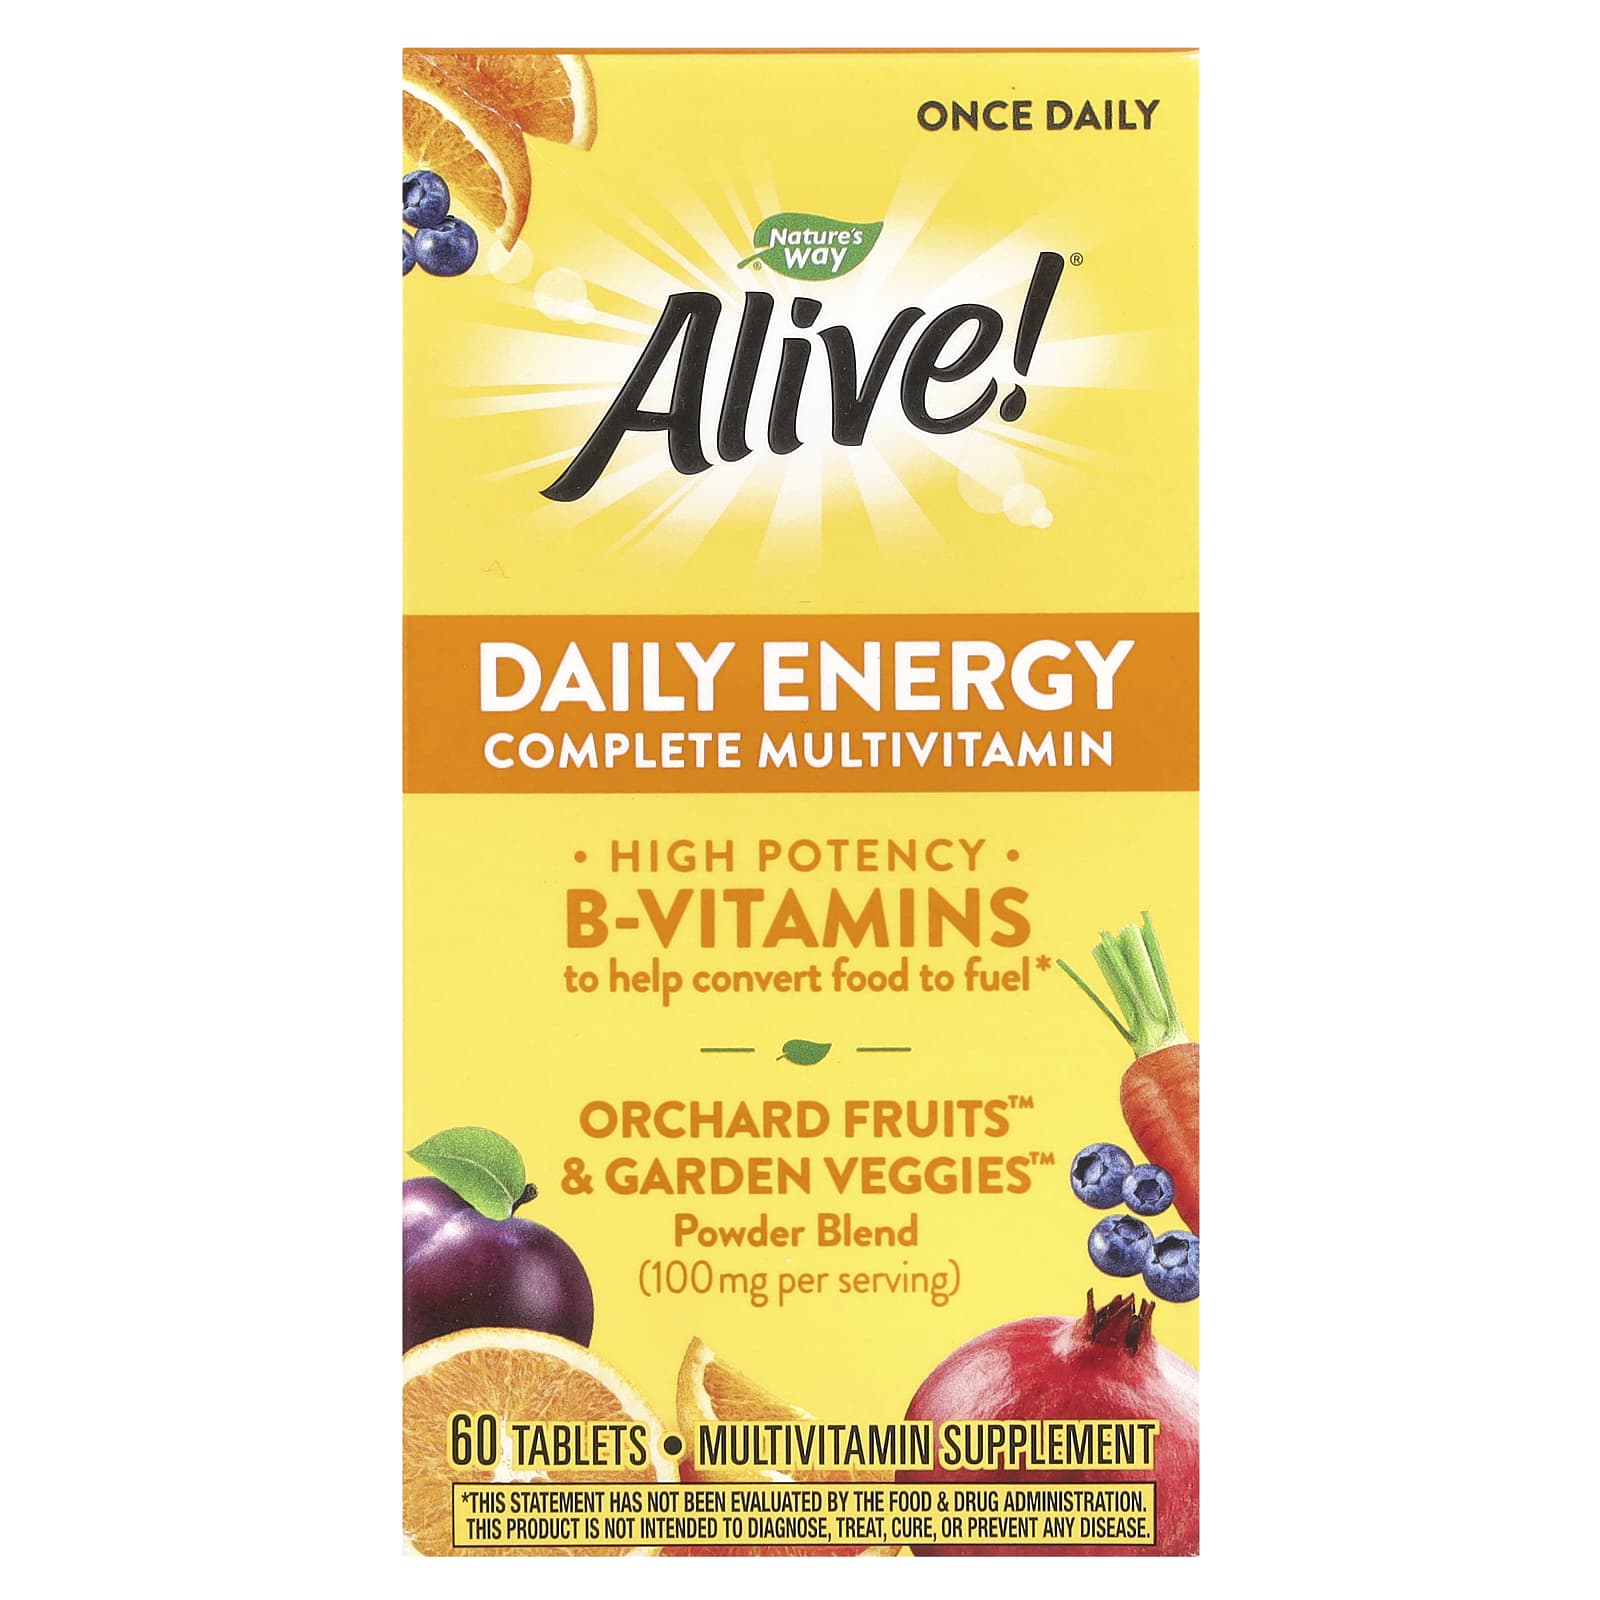 ONCE DAILY
Nature's
Way®
Alive!®
DAILY ENERGY
COMPLETE MULTIVITAMIN
• HIGH POTENCY •
B-VITAMINS
to help convert food to fuel*
ORCHARD FRUITS™
& GARDEN VEGGIES™
Powder Blend
(100 mg per serving)
60 TABLETS • MULTIVITAMIN SUPPLEMENT
*THIS STATEMENT HAS NOT BEEN EVALUATED BY THE FOOD & DRUG ADMINISTRATION.
THIS PRODUCT IS NOT INTENDED TO DIAGNOSE, TREAT, CURE, OR PREVENT ANY DISEASE.